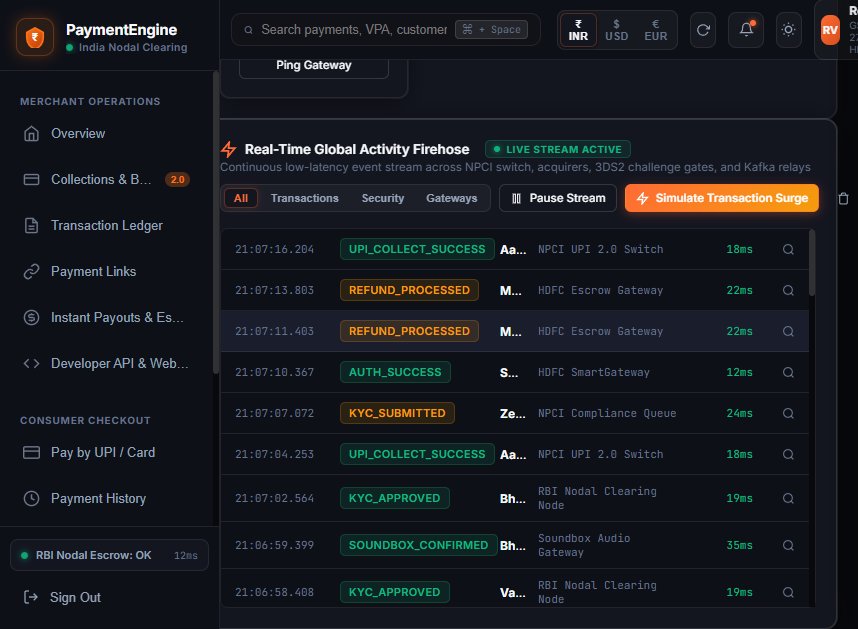 PaymentEngine
India Nodal Clearing
MERCHANT OPERATIONS
Overview
Collections & B... 2.0
Transaction Ledger
Payment Links
Instant Payouts & Es...
Developer API & Web...
CONSUMER CHECKOUT
Pay by UPI / Card
Payment History
RBI Nodal Escrow: OK 12ms
Sign Out
Search payments, VPA, customer ⌘ + Space
₹ INR $ USD € EUR
RV
Ping Gateway
Real-Time Global Activity Firehose LIVE STREAM ACTIVE
Continuous low-latency event stream across NPCI switch, acquirers, 3DS2 challenge gates, and Kafka relays
All Transactions Security Gateways Pause Stream Simulate Transaction Surge
21:07:16.204 UPI_COLLECT_SUCCESS Aa... NPCI UPI 2.0 Switch 18ms
21:07:13.803 REFUND_PROCESSED M... HDFC Escrow Gateway 22ms
21:07:11.403 REFUND_PROCESSED M... HDFC Escrow Gateway 22ms
21:07:10.367 AUTH_SUCCESS S... HDFC SmartGateway 12ms
21:07:07.072 KYC_SUBMITTED Ze... NPCI Compliance Queue 24ms
21:07:04.253 UPI_COLLECT_SUCCESS Aa... NPCI UPI 2.0 Switch 18ms
21:07:02.564 KYC_APPROVED Bh... RBI Nodal Clearing Node 19ms
21:06:59.399 SOUNDBOX_CONFIRMED Bh... Soundbox Audio Gateway 35ms
21:06:58.408 KYC_APPROVED Va... RBI Nodal Clearing Node 19ms